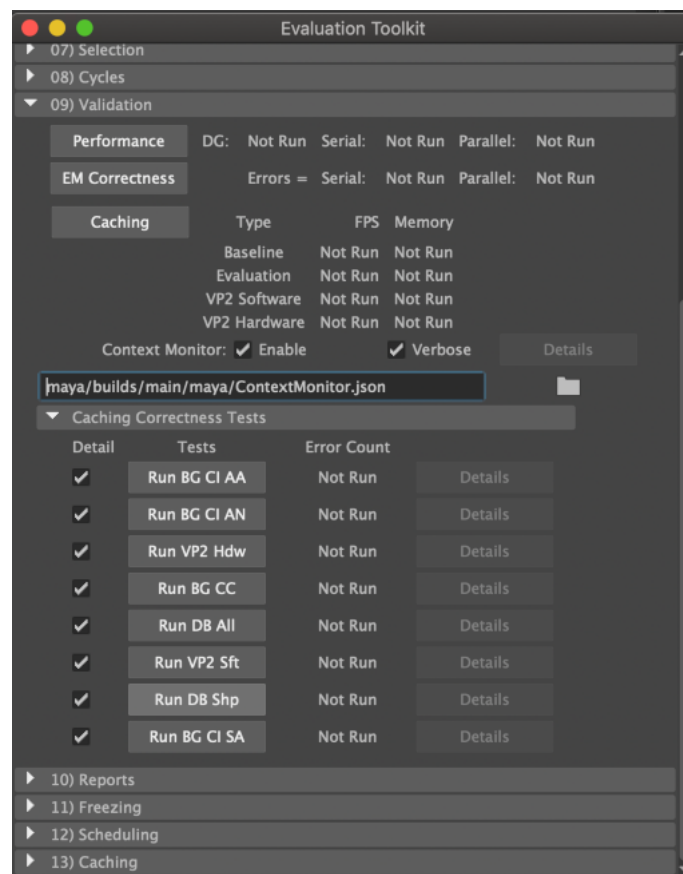 Evaluation Toolkit
07) Selection
08) Cycles
09) Validation
Performance DG: Not Run Serial: Not Run Parallel: Not Run
EM Correctness Errors = Serial: Not Run Parallel: Not Run
Caching Type FPS Memory
Baseline Not Run Not Run
Evaluation Not Run Not Run
VP2 Software Not Run Not Run
VP2 Hardware Not Run Not Run
Context Monitor: Enable Verbose Details
maya/builds/main/maya/ContextMonitor.json
Caching Correctness Tests
Detail Tests Error Count
Run BG CI AA Not Run Details
Run BG CI AN Not Run Details
Run VP2 Hdw Not Run Details
Run BG CC Not Run Details
Run DB All Not Run Details
Run VP2 Sft Not Run Details
Run DB Shp Not Run Details
Run BG CI SA Not Run Details
10) Reports
11) Freezing
12) Scheduling
13) Caching